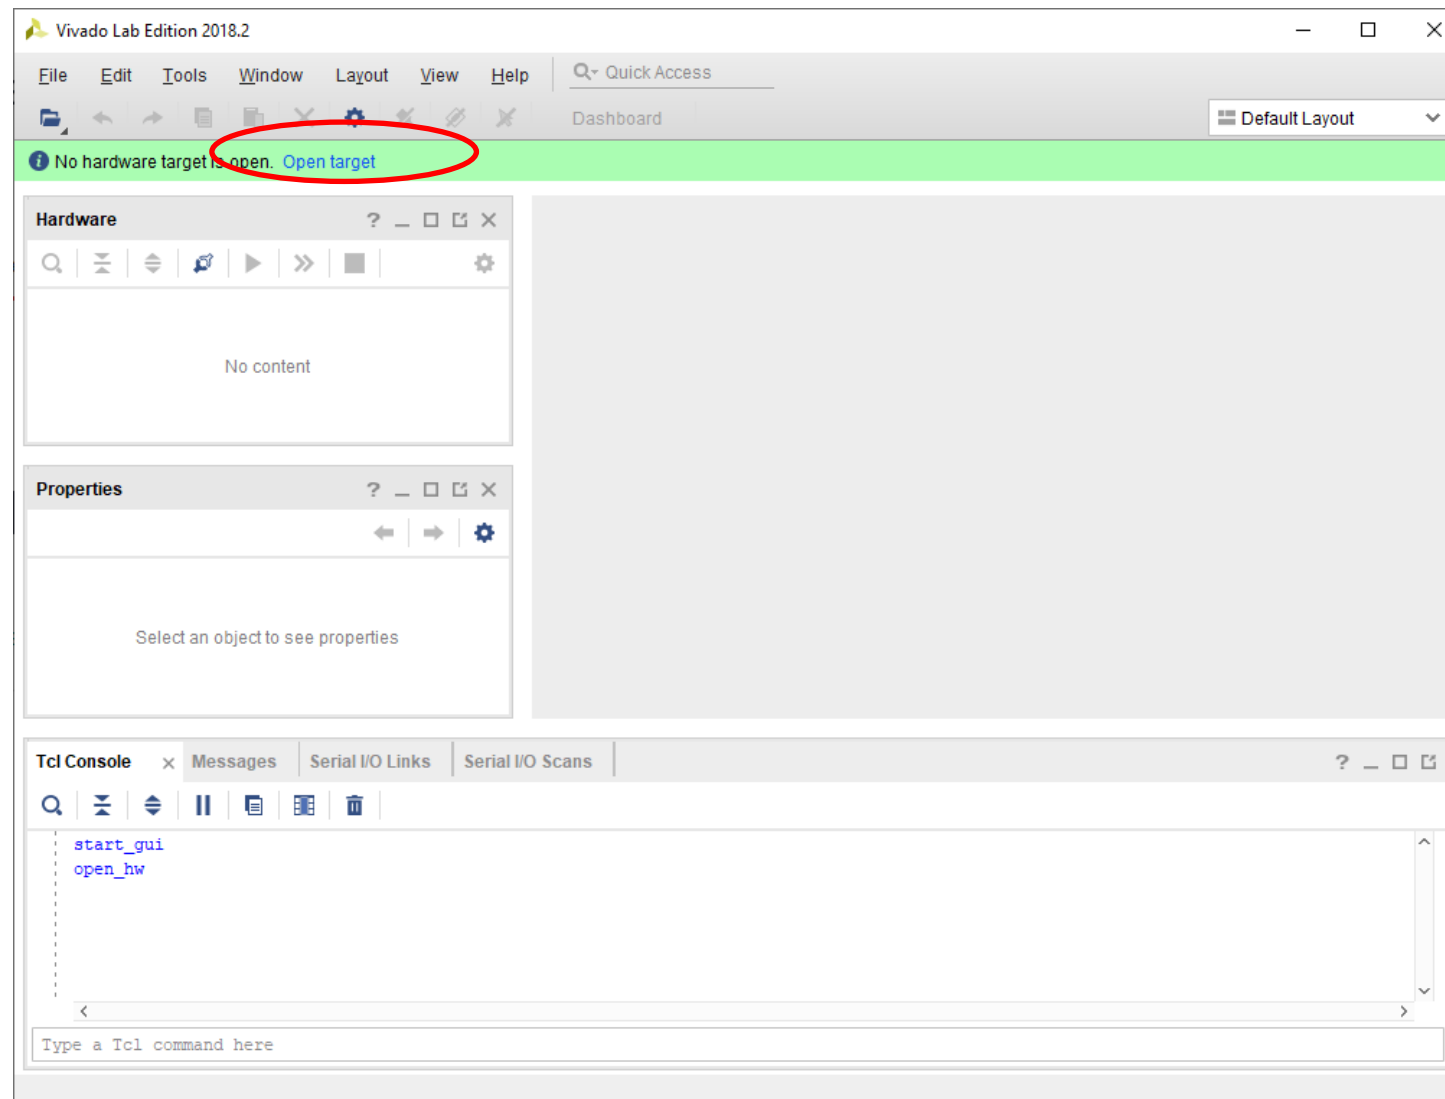 Vivado Lab Edition 2018.2
File Edit Tools Window Layout View Help Quick Access
Dashboard Default Layout
No hardware target is open. Open target
Hardware
No content
Properties
Select an object to see properties
Tcl Console Messages Serial I/O Links Serial I/O Scans
start_gui
open_hw
Type a Tcl command here